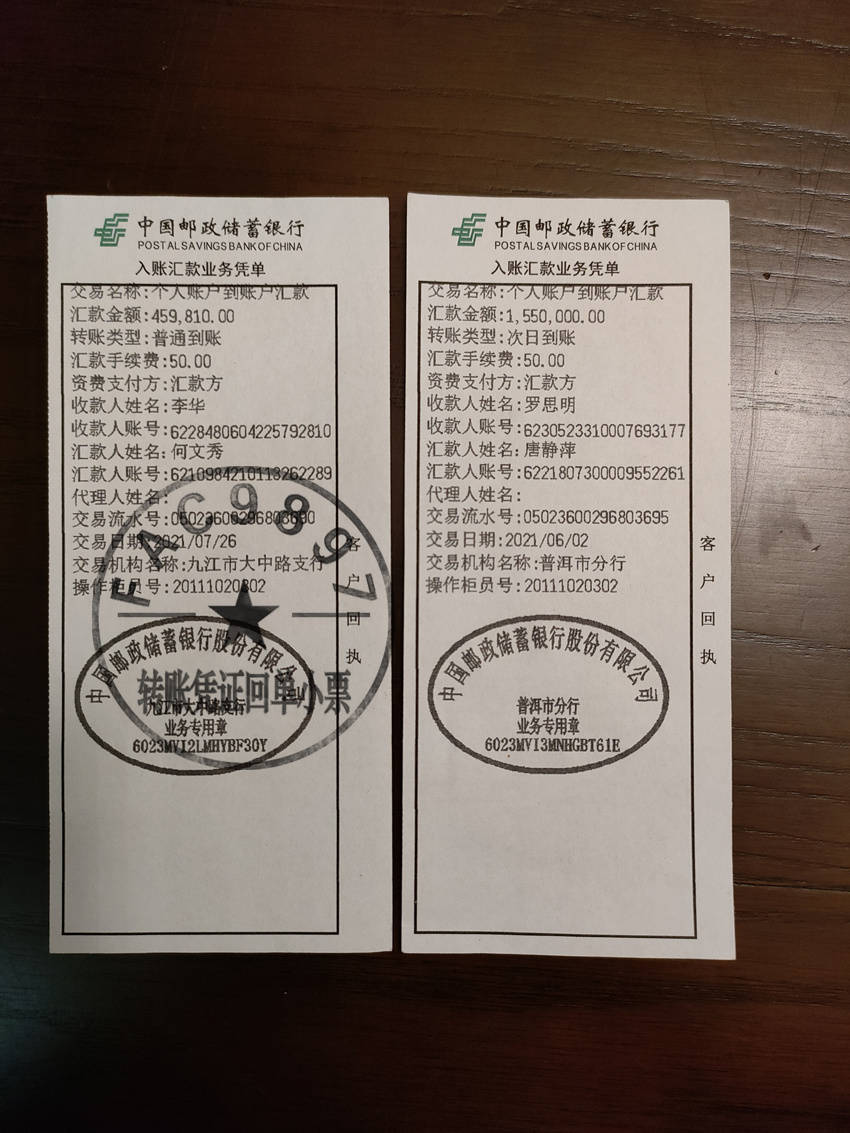 中国邮政储蓄银行
POSTAL SAVINGS BANK OF CHINA
入账汇款业务凭单
交易名称:个人账户到账户汇款
汇款金额:459,810.00
转账类型:普通到账
汇款手续费:50.00
资费支付方:汇款方
收款人姓名:李华
收款人账号:6228480604225792810
汇款人姓名:何文秀
汇款人账号:6210984210113262289
代理人姓名:
交易流水号:05023600296803690
交易日期:2021/07/26
交易机构名称:九江市大中路支行
操作柜员号:20111020302
客户回执
FAC9897
转账凭证回单小票
中国邮政储蓄银行股份有限公司
九江市大中路支行
业务专用章
6023MVI2LMHYBF30Y
中国邮政储蓄银行
POSTAL SAVINGS BANK OF CHINA
入账汇款业务凭单
交易名称:个人账户到账户汇款
汇款金额:1,550,000.00
转账类型:次日到账
汇款手续费:50.00
资费支付方:汇款方
收款人姓名:罗思明
收款人账号:6230523310007693177
汇款人姓名:唐静萍
汇款人账号:6221807300009552261
代理人姓名:
交易流水号:05023600296803695
交易日期:2021/06/02
交易机构名称:普洱市分行
操作柜员号:20111020302
客户回执
中国邮政储蓄银行股份有限公司
普洱市分行
业务专用章
6023MVI3MNHGBT61E